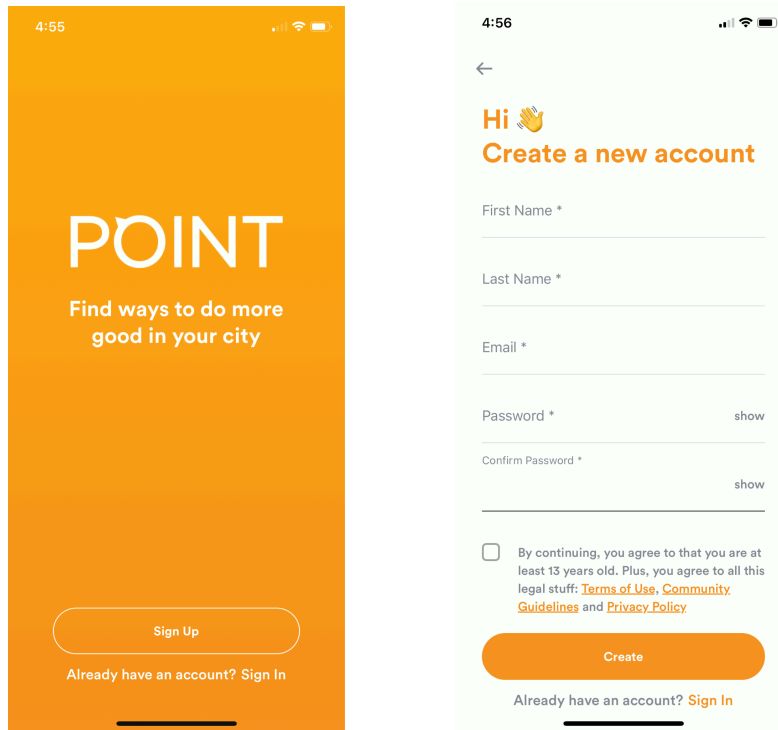 4:55
POINT
Find ways to do more
good in your city
Sign Up
Already have an account? Sign In
4:56
Hi 👋
Create a new account
First Name *
Last Name *
Email *
Password * show
Confirm Password *
show
By continuing, you agree to that you are at
least 13 years old. Plus, you agree to all this
legal stuff: Terms of Use, Community
Guidelines and Privacy Policy
Create
Already have an account? Sign In